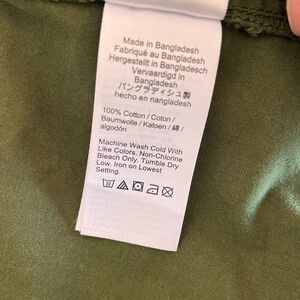 Made in Bangladesh
Fabriqué au Bangladesh
Hergestellt in Bangladesch
Vervaardigd in
Bangladesh
バングラディシュ製
hecho en nangladesh
100% Cotton / Coton /
Baumwolle / Katoen / 綿 /
algodón
Machine Wash Cold With
Like Colors. Non-Chlorine
Bleach Only. Tumble Dry
Low. Iron on Lowest
Setting.